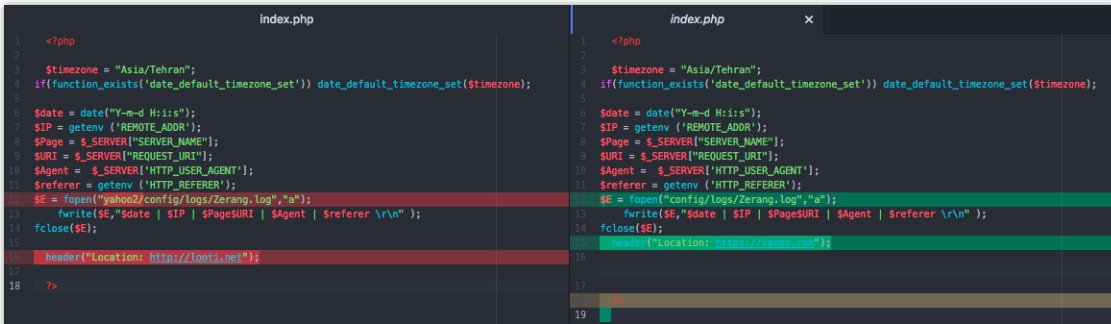 index.php
1 <?php
2
3 $timezone = "Asia/Tehran";
4 if(function_exists('date_default_timezone_set')) date_default_timezone_set($timezone);
5
6 $date = date("Y-m-d H:i:s");
7 $IP = getenv ('REMOTE_ADDR');
8 $Page = $_SERVER["SERVER_NAME"];
9 $URI = $_SERVER["REQUEST_URI"];
10 $Agent =  $_SERVER['HTTP_USER_AGENT'];
11 $referer = getenv ('HTTP_REFERER');
12 $E = fopen("yahoo2/config/logs/Zerang.log","a");
13 fwrite($E,"$date | $IP | $Page$URI | $Agent | $referer \r\n" );
14 fclose($E);
15
16 header("Location: http://looti.net");
17
18 ?>
index.php ×
1 <?php
2
3 $timezone = "Asia/Tehran";
4 if(function_exists('date_default_timezone_set')) date_default_timezone_set($timezone);
5
6 $date = date("Y-m-d H:i:s");
7 $IP = getenv ('REMOTE_ADDR');
8 $Page = $_SERVER["SERVER_NAME"];
9 $URI = $_SERVER["REQUEST_URI"];
10 $Agent =  $_SERVER['HTTP_USER_AGENT'];
11 $referer = getenv ('HTTP_REFERER');
12 $E = fopen("config/logs/Zerang.log","a");
13 fwrite($E,"$date | $IP | $Page$URI | $Agent | $referer \r\n" );
14 fclose($E);
15 header("Location: https://yahoo.com");
16
17
?>
19